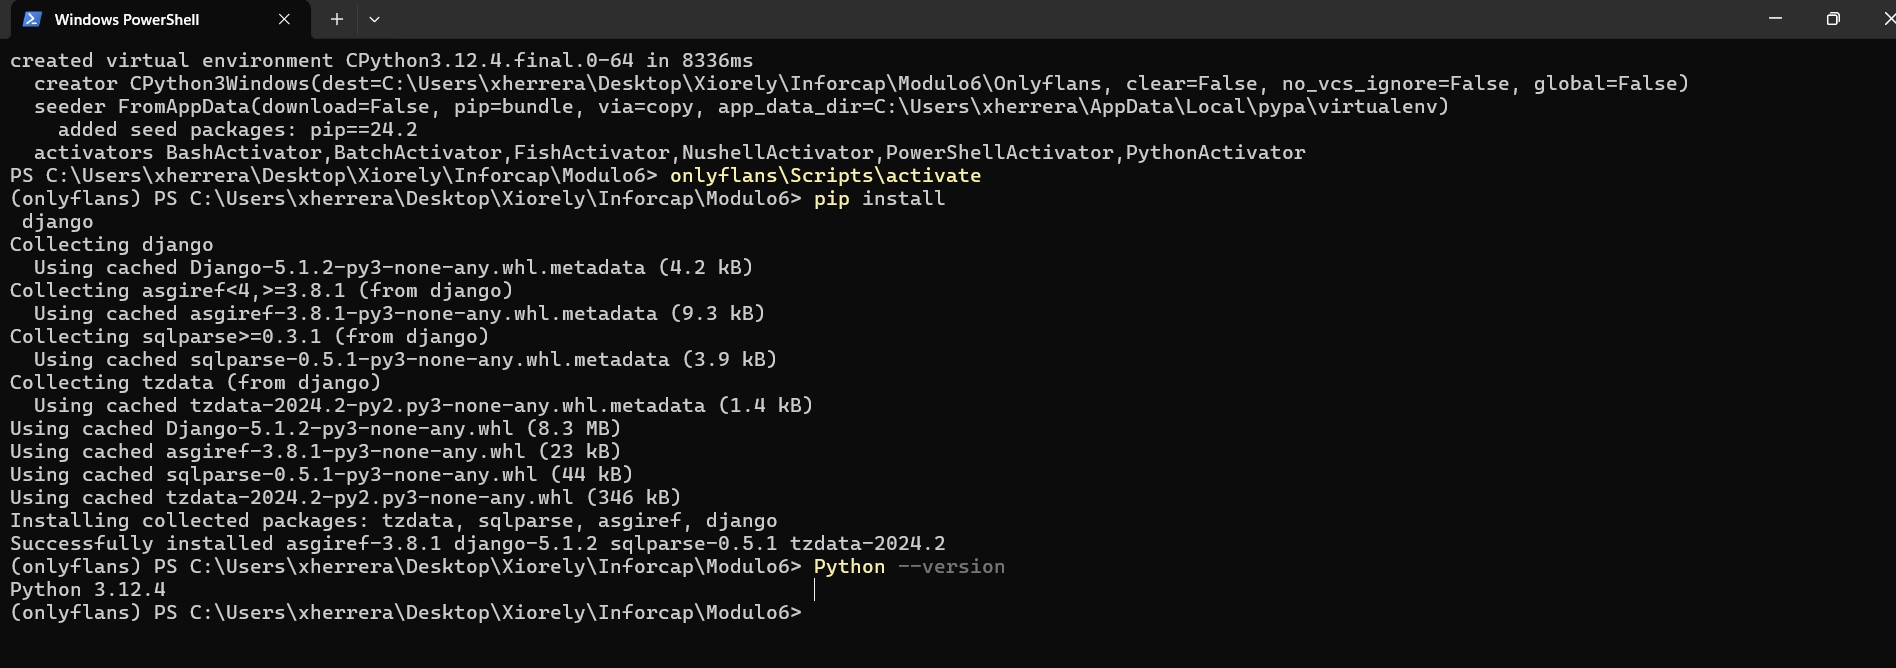 Windows PowerShell
created virtual environment CPython3.12.4.final.0-64 in 8336ms
  creator CPython3Windows(dest=C:\Users\xherrera\Desktop\Xiorely\Inforcap\Modulo6\Onlyflans, clear=False, no_vcs_ignore=False, global=False)
  seeder FromAppData(download=False, pip=bundle, via=copy, app_data_dir=C:\Users\xherrera\AppData\Local\pypa\virtualenv)
    added seed packages: pip==24.2
  activators BashActivator,BatchActivator,FishActivator,NushellActivator,PowerShellActivator,PythonActivator
PS C:\Users\xherrera\Desktop\Xiorely\Inforcap\Modulo6> onlyflans\Scripts\activate
(onlyflans) PS C:\Users\xherrera\Desktop\Xiorely\Inforcap\Modulo6> pip install
 django
Collecting django
  Using cached Django-5.1.2-py3-none-any.whl.metadata (4.2 kB)
Collecting asgiref<4,>=3.8.1 (from django)
  Using cached asgiref-3.8.1-py3-none-any.whl.metadata (9.3 kB)
Collecting sqlparse>=0.3.1 (from django)
  Using cached sqlparse-0.5.1-py3-none-any.whl.metadata (3.9 kB)
Collecting tzdata (from django)
  Using cached tzdata-2024.2-py2.py3-none-any.whl.metadata (1.4 kB)
Using cached Django-5.1.2-py3-none-any.whl (8.3 MB)
Using cached asgiref-3.8.1-py3-none-any.whl (23 kB)
Using cached sqlparse-0.5.1-py3-none-any.whl (44 kB)
Using cached tzdata-2024.2-py2.py3-none-any.whl (346 kB)
Installing collected packages: tzdata, sqlparse, asgiref, django
Successfully installed asgiref-3.8.1 django-5.1.2 sqlparse-0.5.1 tzdata-2024.2
(onlyflans) PS C:\Users\xherrera\Desktop\Xiorely\Inforcap\Modulo6> Python --version
Python 3.12.4
(onlyflans) PS C:\Users\xherrera\Desktop\Xiorely\Inforcap\Modulo6>